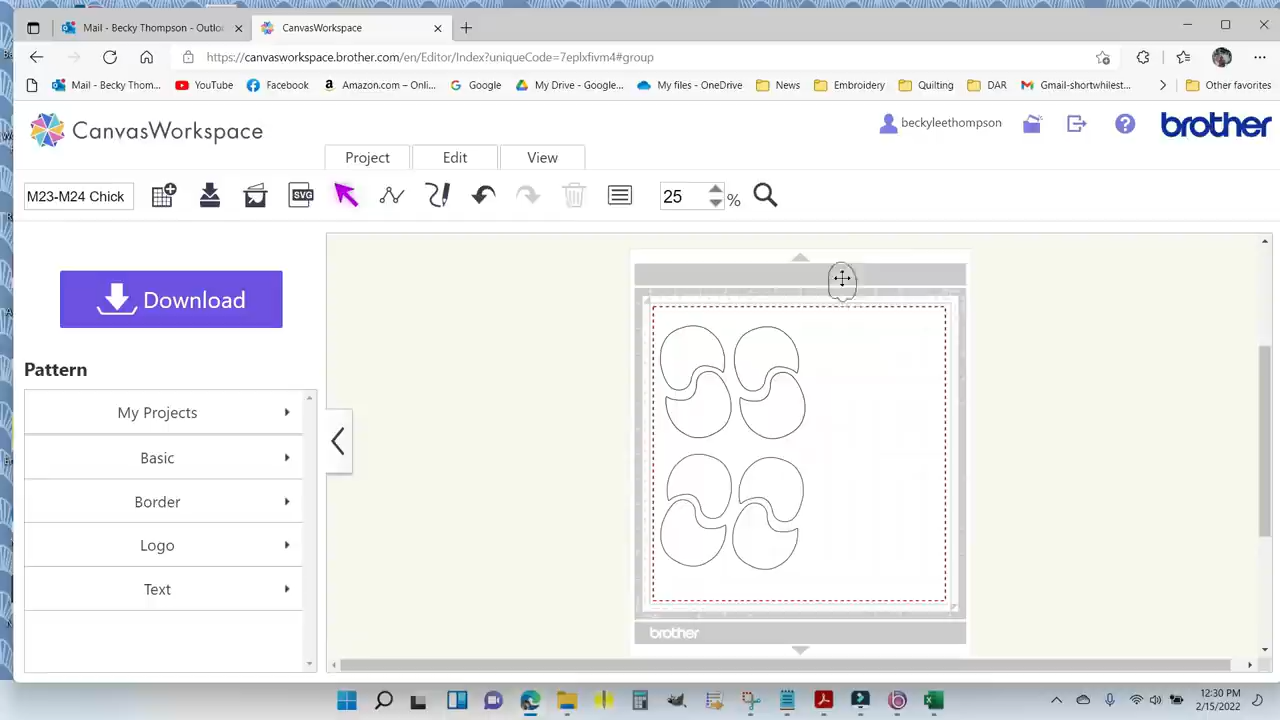 Mail - Becky Thompson - Outlo
CanvasWorkspace
https://canvasworkspace.brother.com/en/Editor/Index?uniqueCode=7eplxfivm4#group
Mail - Becky Thom... YouTube Facebook Amazon.com – Onli... Google My Drive - Google... My files - OneDrive News Embroidery Quilting DAR Gmail-shortwhilest... Other favorites
CanvasWorkspace
beckyleethompson
brother
Project Edit View
M23-M24 Chick
SVG
25 %
Download
Pattern
My Projects
Basic
Border
Logo
Text
brother
12:30 PM
2/15/2022